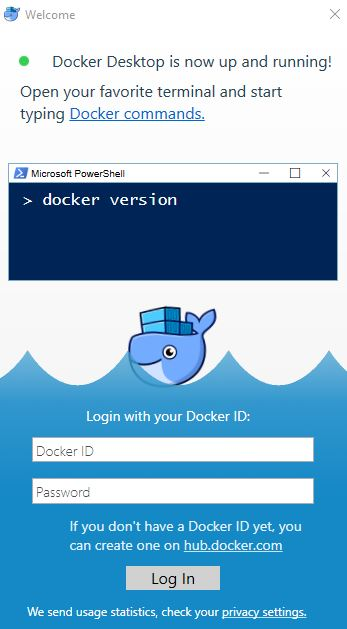 Welcome
Docker Desktop is now up and running!
Open your favorite terminal and start
typing Docker commands.
Microsoft PowerShell
> docker version
Login with your Docker ID:
Docker ID
Password
If you don't have a Docker ID yet, you
can create one on hub.docker.com
Log In
We send usage statistics, check your privacy settings.